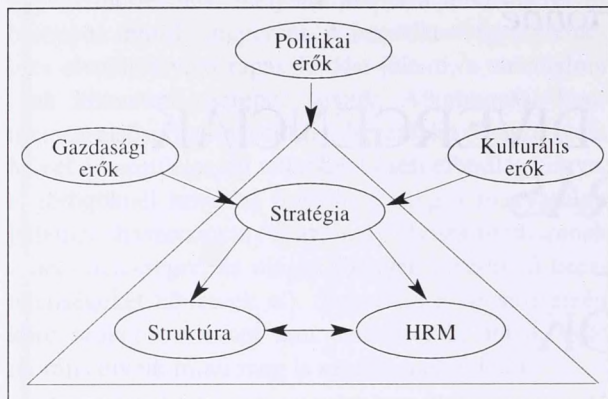 Politikai
erők
Gazdasági
erők
Kulturális
erők
Stratégia
Struktúra
HRM